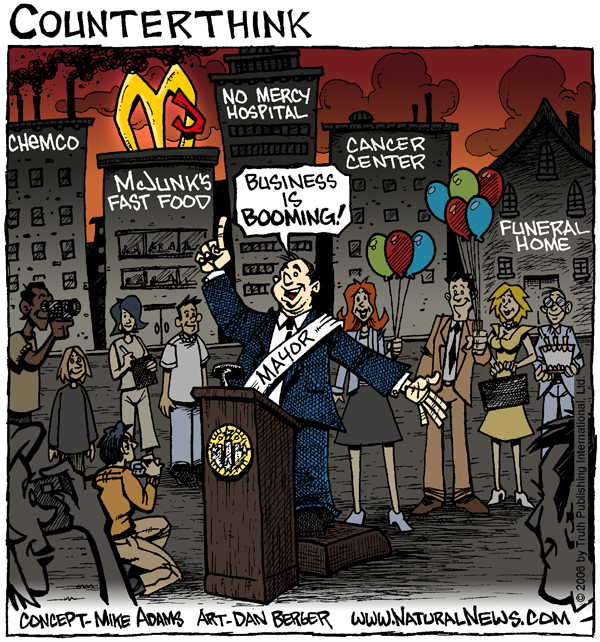 COUNTERTHINK
CHEMCO
MJ
McJUNK'S
FAST FOOD
NO MERCY
HOSPITAL
CANCER
CENTER
FUNERAL
HOME
BUSINESS
IS
BOOMING!
MAYOR
© 2006 by Truth Publishing International, Ltd.
CONCEPT- MIKE ADAMS ART- DAN BERGER WWW.NATURALNEWS.COM